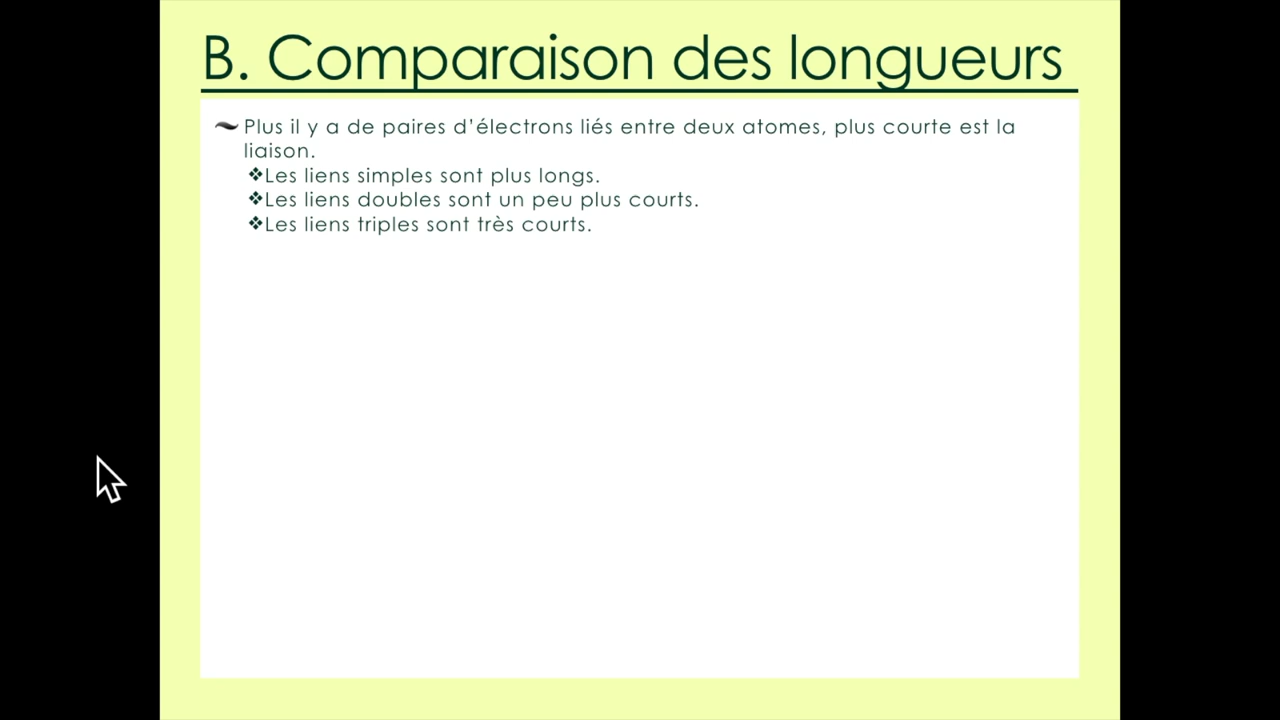 B. Comparaison des longueurs
Plus il y a de paires d'électrons liés entre deux atomes, plus courte est la
liaison.
❖Les liens simples sont plus longs.
❖Les liens doubles sont un peu plus courts.
❖Les liens triples sont très courts.